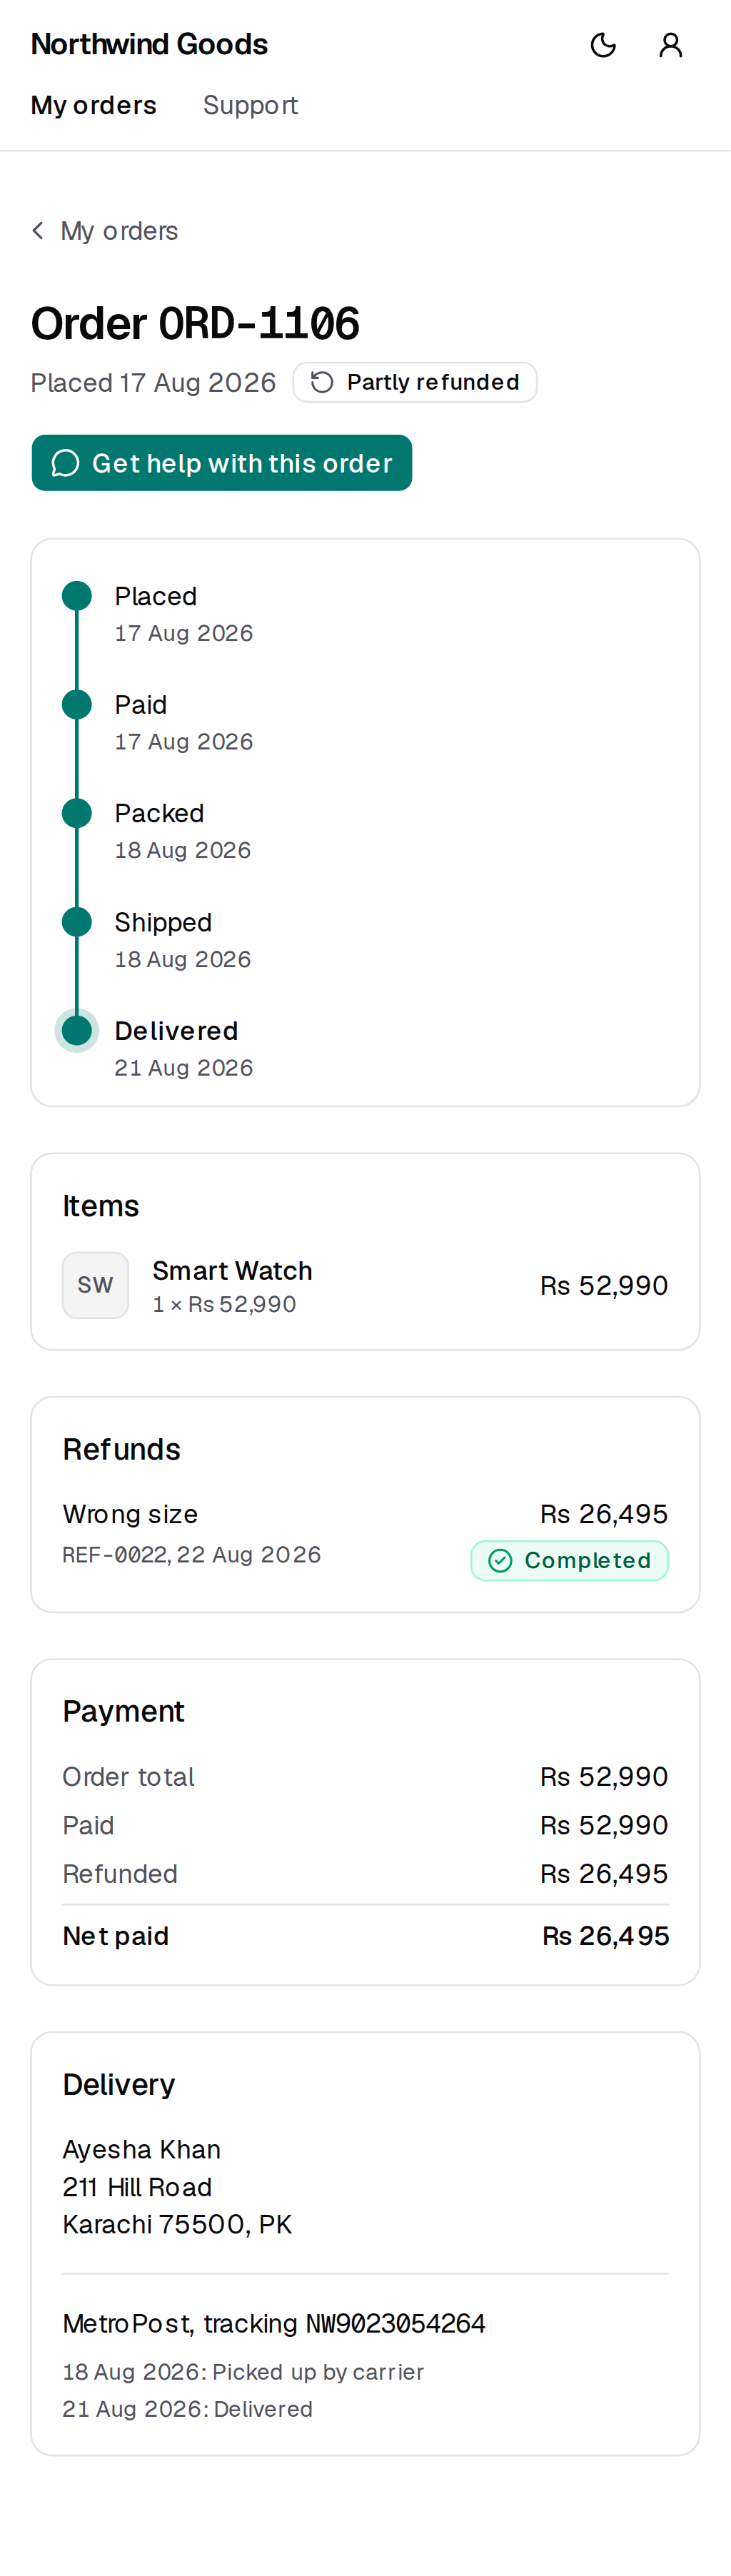 Northwind Goods
My orders Support
My orders
Order ORD-1106
Placed 17 Aug 2026 Partly refunded
Get help with this order
Placed
17 Aug 2026
Paid
17 Aug 2026
Packed
18 Aug 2026
Shipped
18 Aug 2026
Delivered
21 Aug 2026
Items
SW
Smart Watch
1 × Rs 52,990
Rs 52,990
Refunds
Wrong size Rs 26,495
REF-0022, 22 Aug 2026 Completed
Payment
Order total Rs 52,990
Paid Rs 52,990
Refunded Rs 26,495
Net paid Rs 26,495
Delivery
Ayesha Khan
211 Hill Road
Karachi 75500, PK
MetroPost, tracking NW9023054264
18 Aug 2026: Picked up by carrier
21 Aug 2026: Delivered